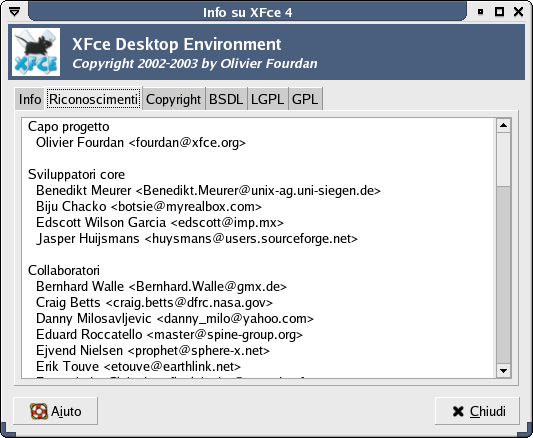 Info su XFce 4
XFCE
XFce Desktop Environment
Copyright 2002-2003 by Olivier Fourdan
Info Riconoscimenti Copyright BSDL LGPL GPL
Capo progetto
Olivier Fourdan <fourdan@xfce.org>
Sviluppatori core
Benedikt Meurer <Benedikt.Meurer@unix-ag.uni-siegen.de>
Biju Chacko <botsie@myrealbox.com>
Edscott Wilson Garcia <edscott@imp.mx>
Jasper Huijsmans <huysmans@users.sourceforge.net>
Collaboratori
Bernhard Walle <Bernhard.Walle@gmx.de>
Craig Betts <craig.betts@dfrc.nasa.gov>
Danny Milosavljevic <danny_milo@yahoo.com>
Eduard Roccatello <master@spine-group.org>
Ejvend Nielsen <prophet@sphere-x.net>
Erik Touve <etouve@earthlink.net>
Aiuto
Chiudi